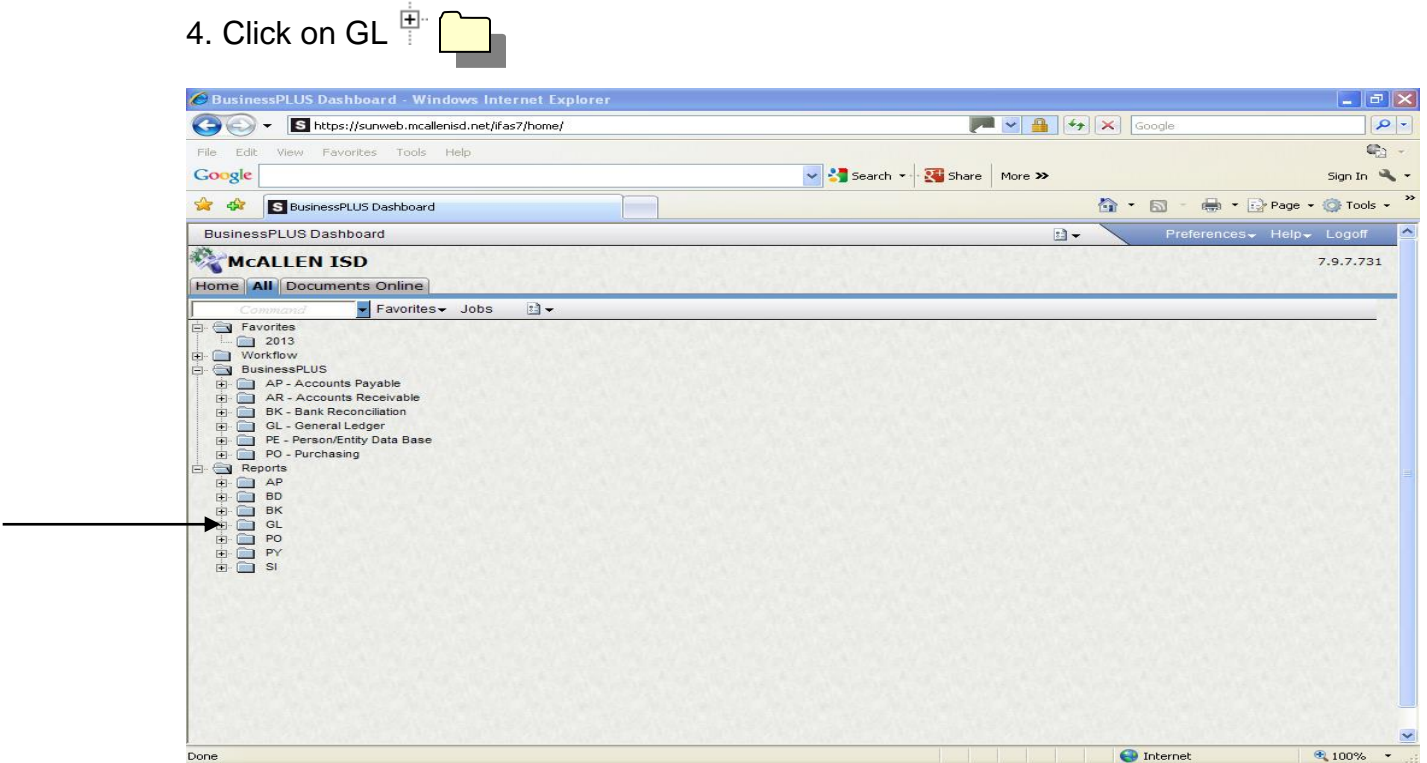 4. Click on GL
BusinessPLUS Dashboard - Windows Internet Explorer
S https://sunweb.mcallenisd.net/ifas7/home/
Google
File Edit View Favorites Tools Help
Google Search Share More >> Sign In
S BusinessPLUS Dashboard Page Tools >>
BusinessPLUS Dashboard Preferences Help Logoff
McALLEN ISD 7.9.7.731
Home All Documents Online
Command Favorites Jobs
Favorites
2013
Workflow
BusinessPLUS
AP - Accounts Payable
AR - Accounts Receivable
BK - Bank Reconciliation
GL - General Ledger
PE - Person/Entity Data Base
PO - Purchasing
Reports
AP
BD
BK
GL
PO
PY
SI
Done Internet 100%